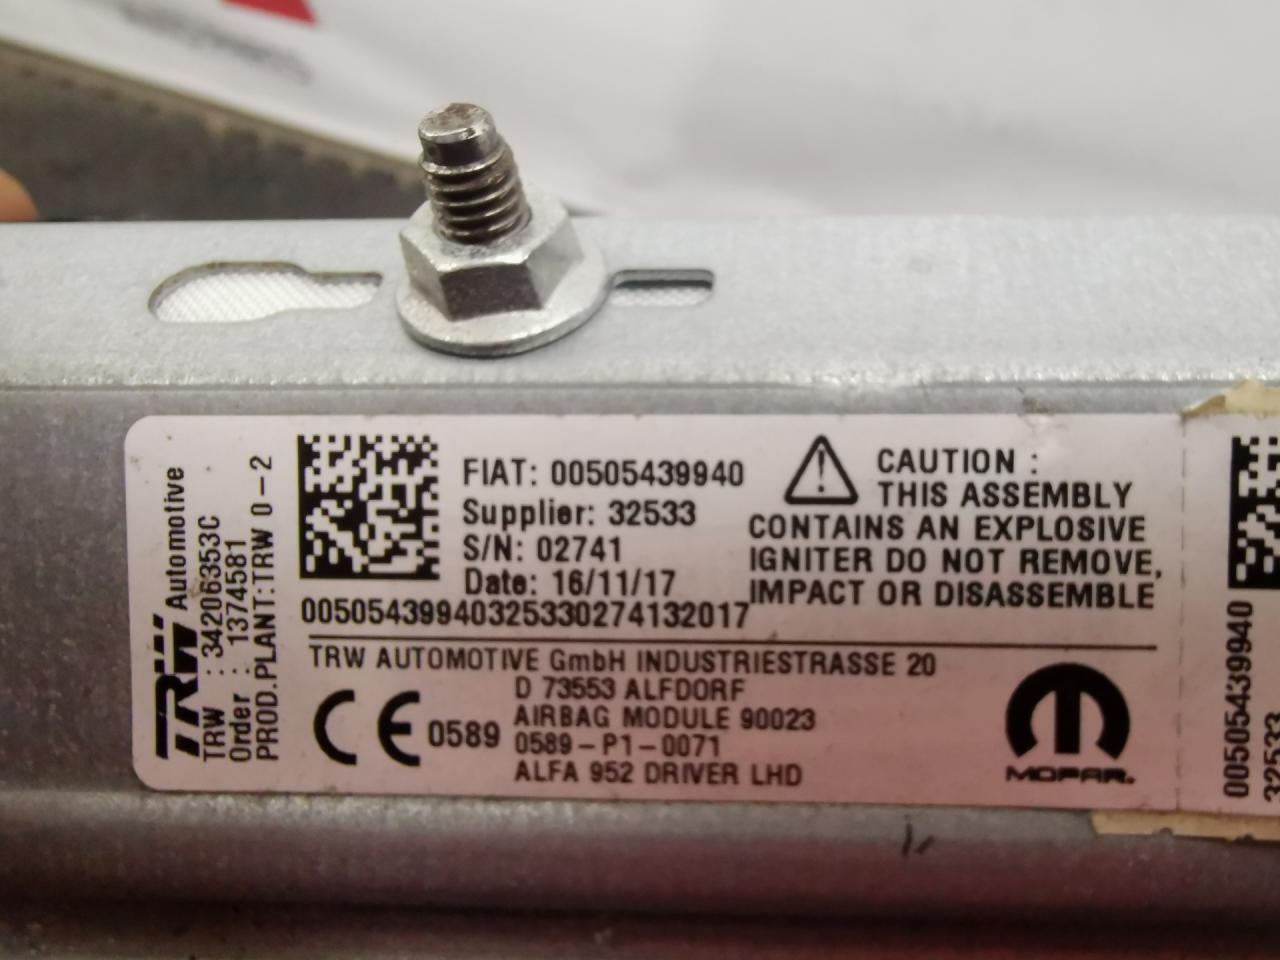 TRW Automotive
TRW : 34206353C
Order : 13774581
PROD.PLANT:TRW 0-2
FIAT: 00505439940
Supplier: 32533
S/N: 02741
Date: 16/11/17
00505439940325330274132017
CAUTION :
THIS ASSEMBLY
CONTAINS AN EXPLOSIVE
IGNITER DO NOT REMOVE,
IMPACT OR DISASSEMBLE
TRW AUTOMOTIVE GmbH INDUSTRIESTRASSE 20
D 73553 ALFDORF
AIRBAG MODULE 90023
CE 0589 0589-P1-0071
ALFA 952 DRIVER LHD
MOPAR.
00505439940
32533